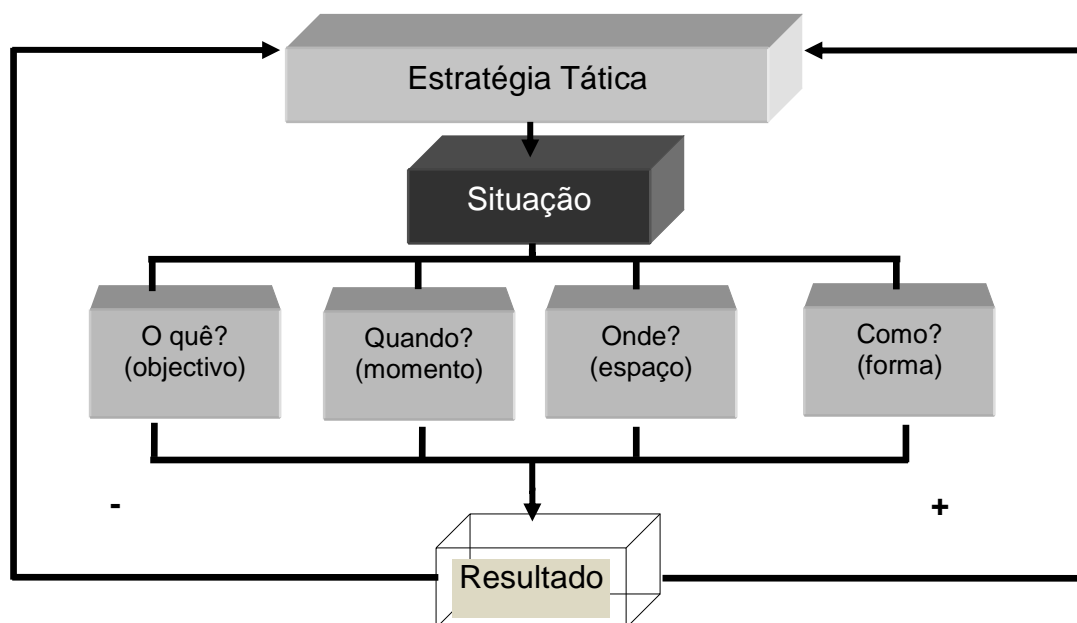 Estratégia Tática
Situação
O quê?
(objectivo)
Quando?
(momento)
Onde?
(espaço)
Como?
(forma)
-
+
Resultado